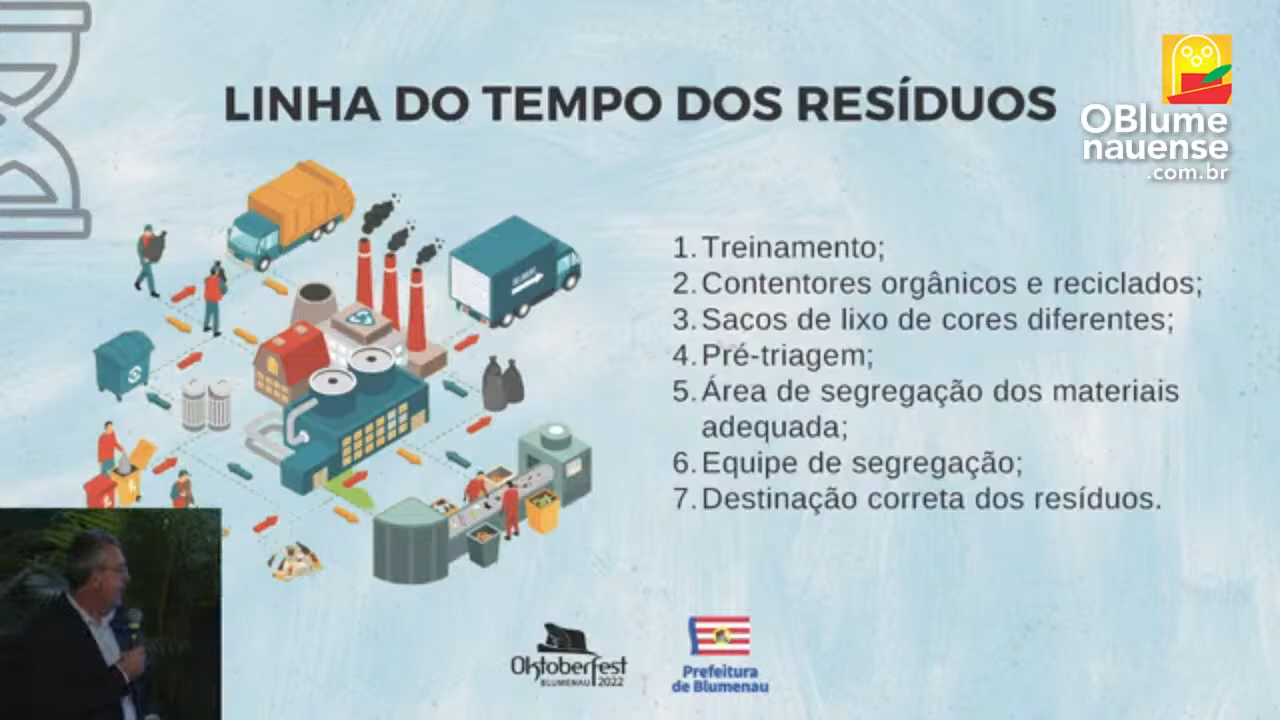 LINHA DO TEMPO DOS RESÍDUOS
OBlume
nauense
.com.br
1. Treinamento;
2. Contentores orgânicos e reciclados;
3. Sacos de lixo de cores diferentes;
4. Pré-triagem;
5. Área de segregação dos materiais
adequada;
6. Equipe de segregação;
7. Destinação correta dos resíduos.
Oktoberfest
BLUMENAU 2022
Prefeitura
de Blumenau